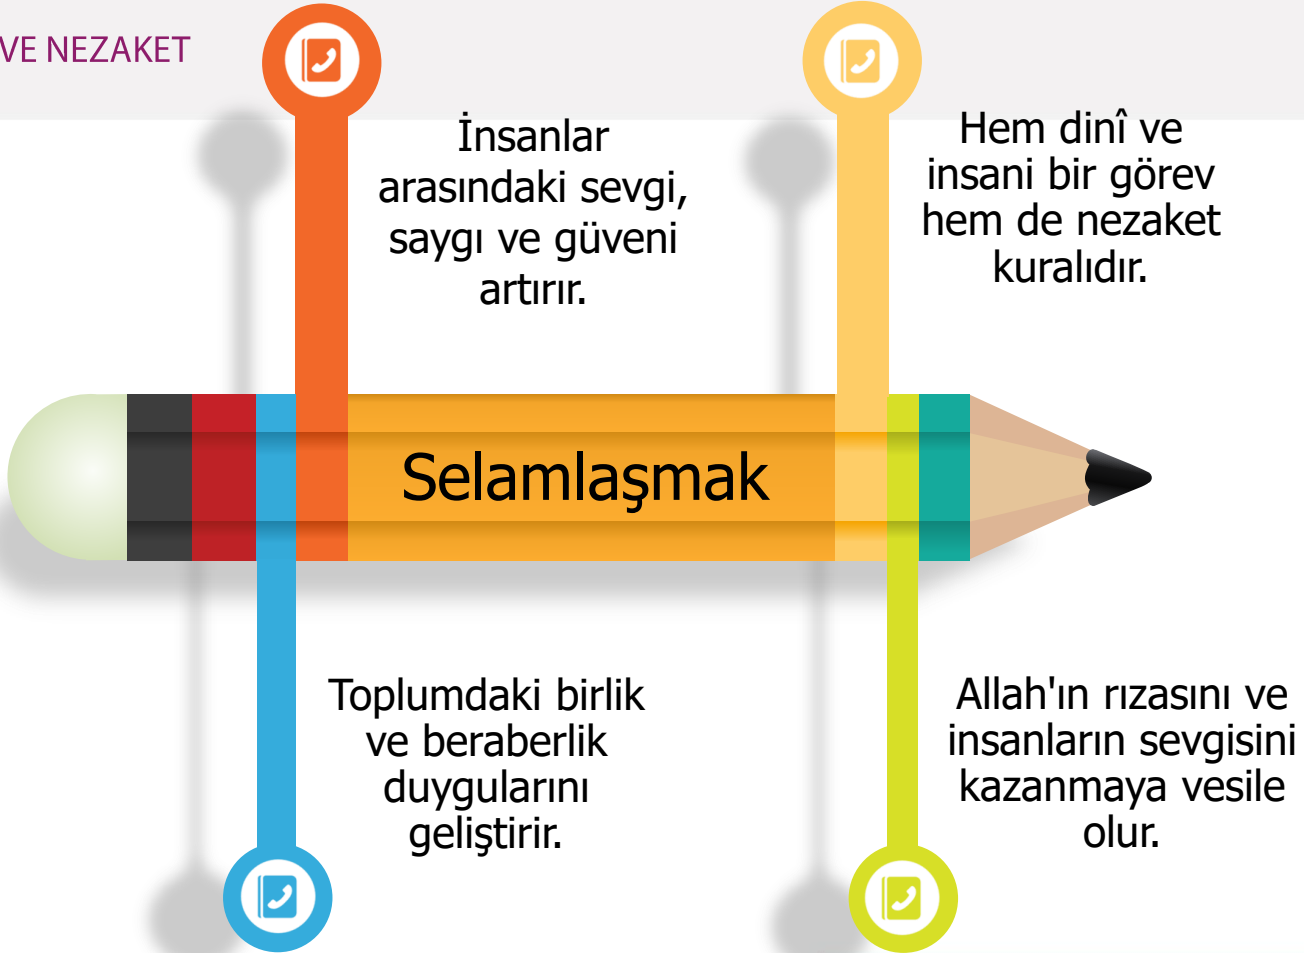 VE NEZAKET
İnsanlar
arasındaki sevgi,
saygı ve güveni
artırır.
Hem dinî ve
insani bir görev
hem de nezaket
kuralıdır.
Selamlaşmak
Toplumdaki birlik
ve beraberlik
duygularını
geliştirir.
Allah'ın rızasını ve
insanların sevgisini
kazanmaya vesile
olur.